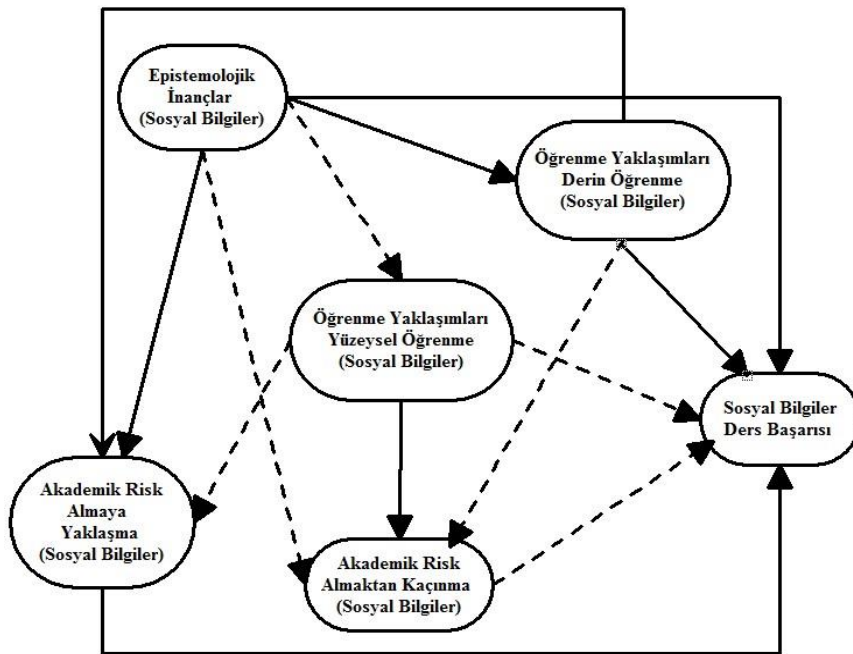 Epistemolojik
İnançlar
(Sosyal Bilgiler)
Öğrenme Yaklaşımları
Derin Öğrenme
(Sosyal Bilgiler)
Öğrenme Yaklaşımları
Yüzeysel Öğrenme
(Sosyal Bilgiler)
Sosyal Bilgiler
Ders Başarısı
Akademik Risk
Almaya
Yaklaşma
(Sosyal Bilgiler)
Akademik Risk
Almaktan Kaçınma
(Sosyal Bilgiler)